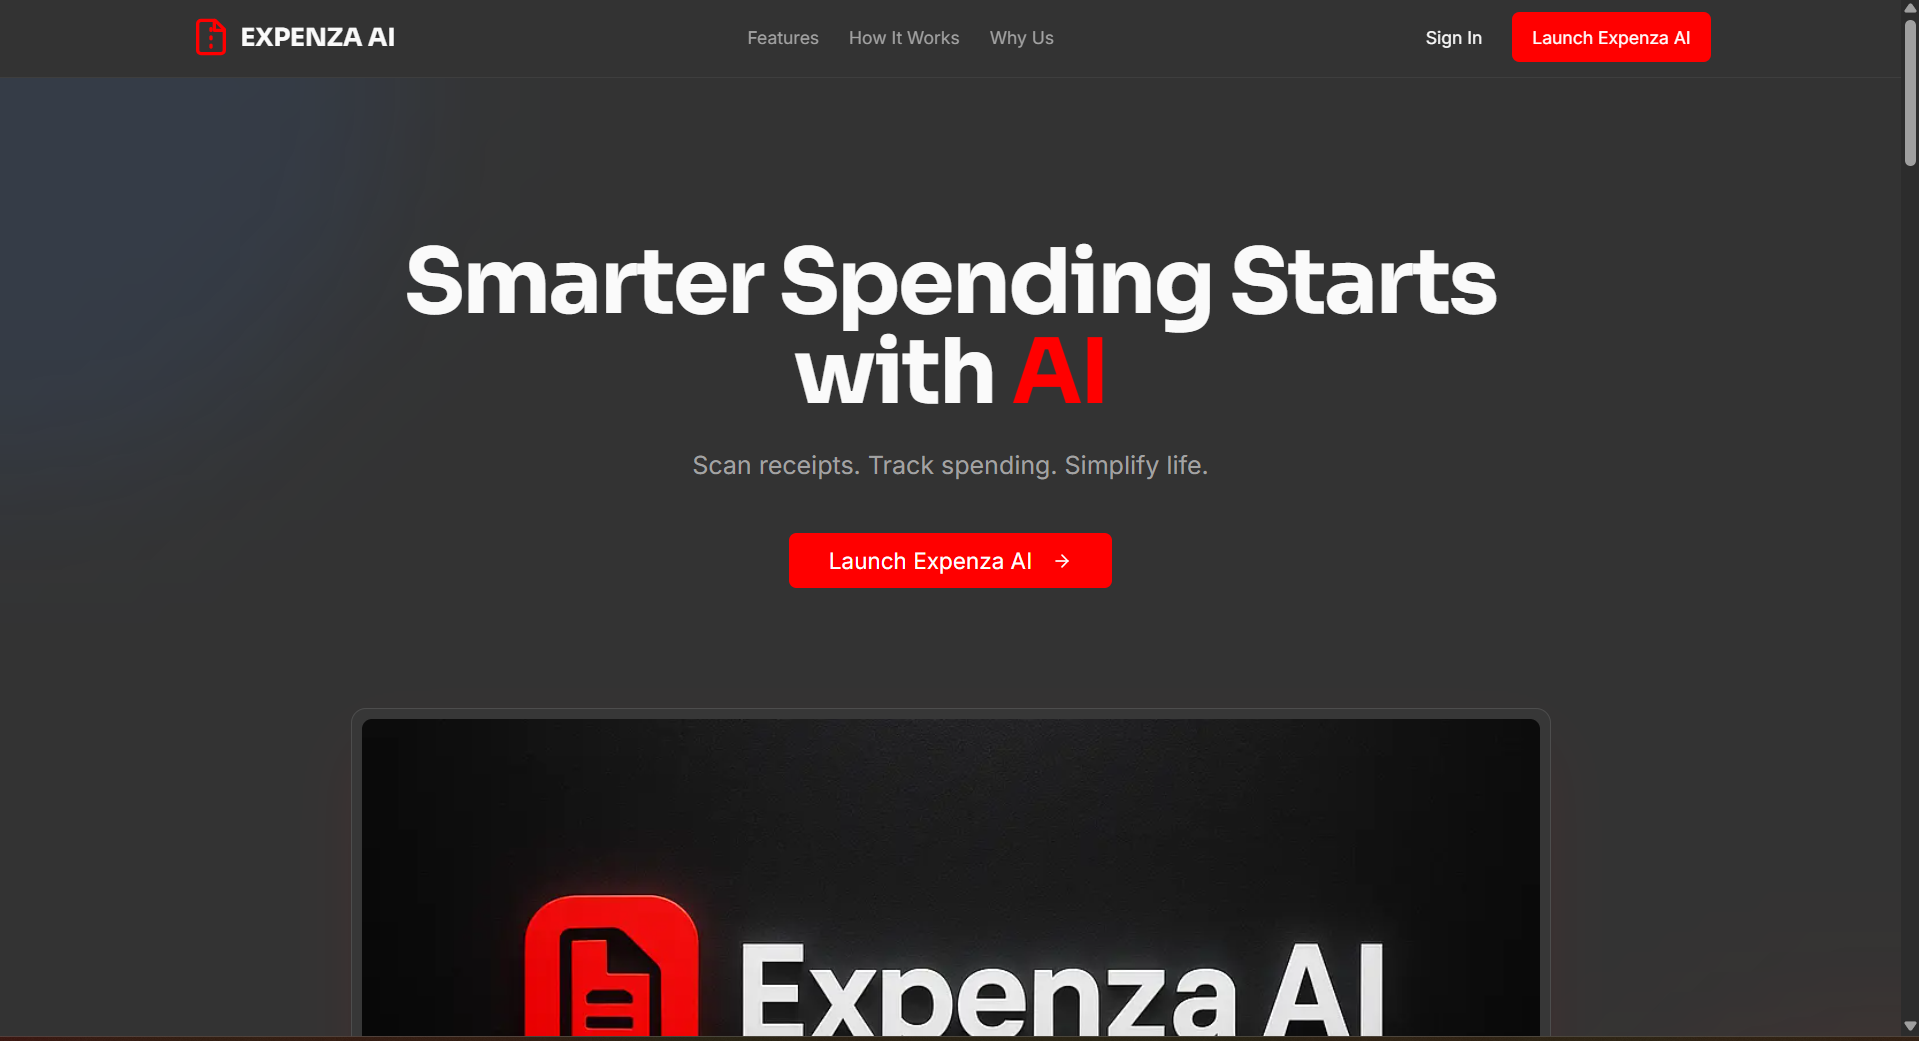 EXPENZA AI
Features
How It Works
Why Us
Sign In
Launch Expenza AI
Smarter Spending Starts
with AI
Scan receipts. Track spending. Simplify life.
Launch Expenza AI →
Expenza AI